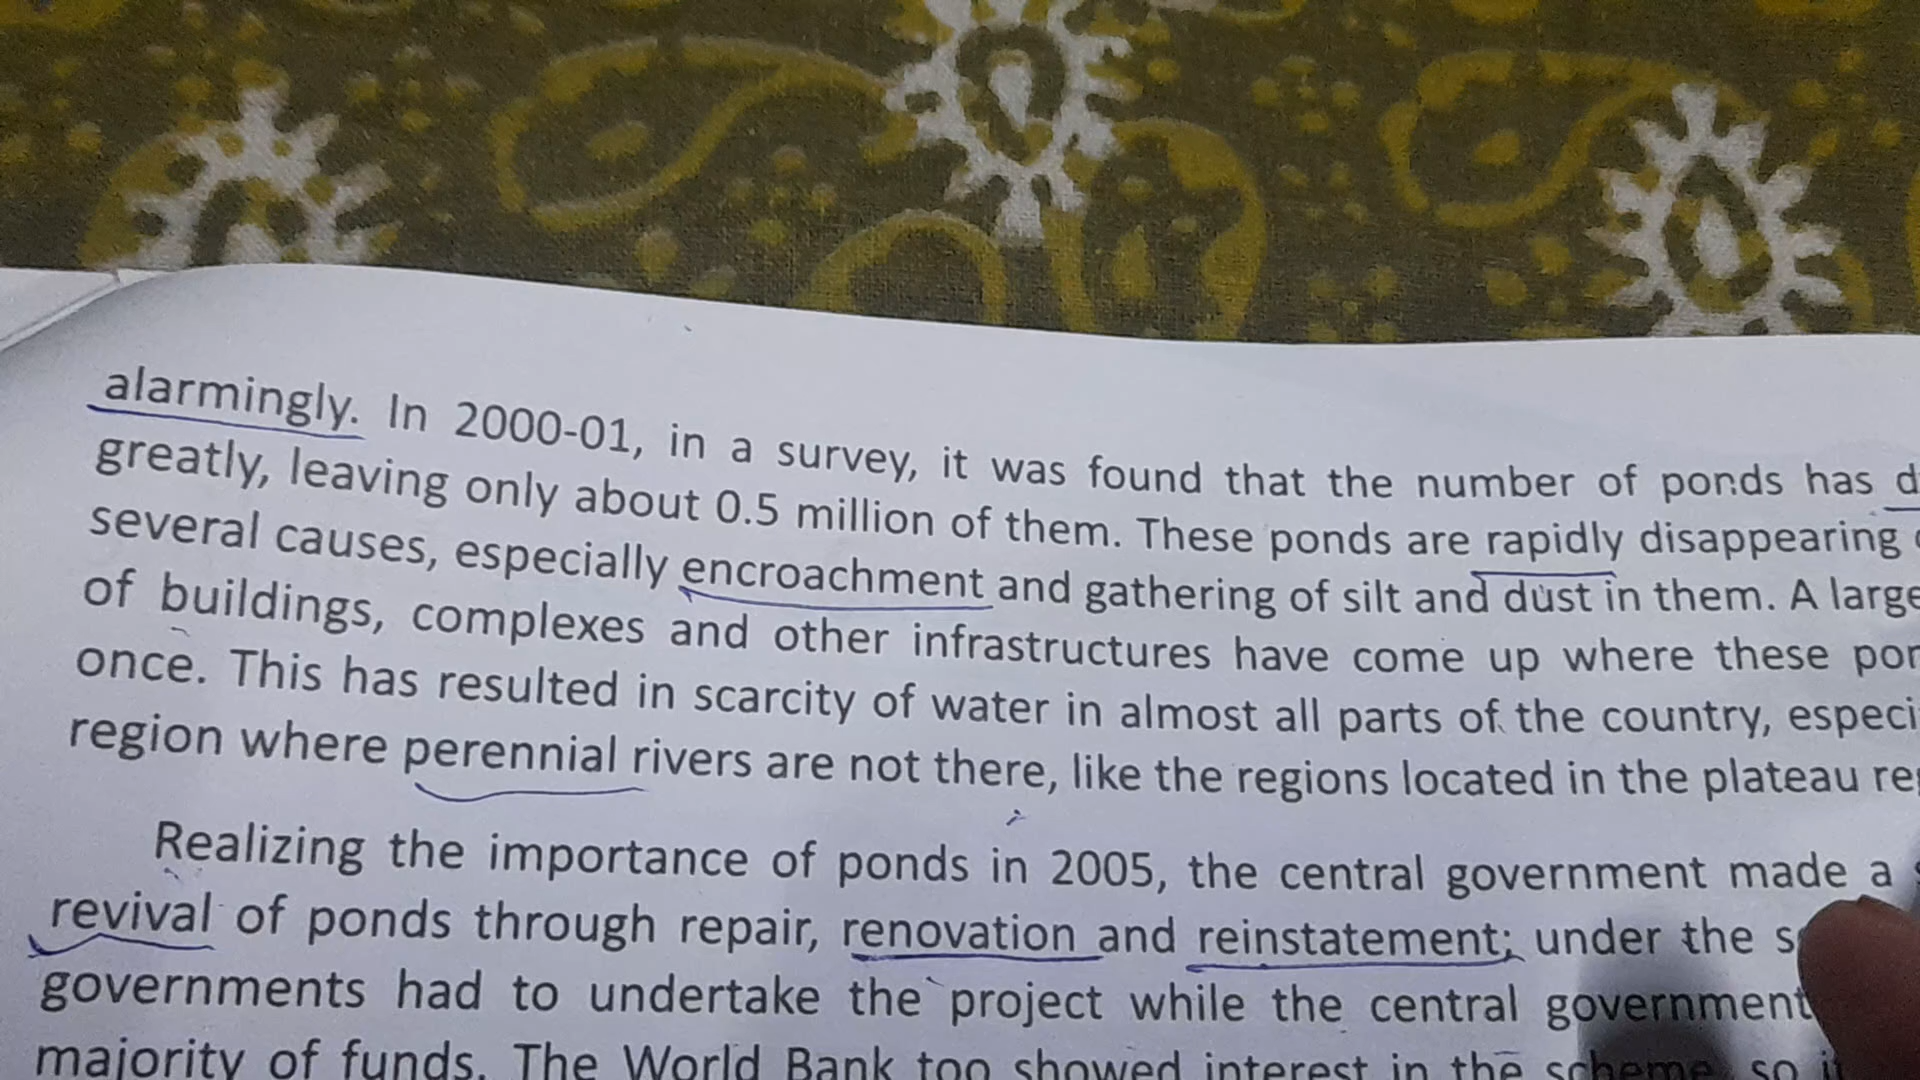 alarmingly. In 2000-01, in a survey, it was found that the number of ponds has
greatly, leaving only about 0.5 million of them. These ponds are rapidly disappearing
several causes, especially encroachment and gathering of silt and dust in them. A large
of buildings, complexes and other infrastructures have come up where these
once. This has resulted in scarcity of water in almost all parts of the country,
region where perennial rivers are not there, like the regions located in the plateau
Realizing the importance of ponds in 2005, the central government made a
revival of ponds through repair, renovation and reinstatement; under the
governments had to undertake the project while the central government
majority of funds. The World Bank too showed interest in the scheme, so